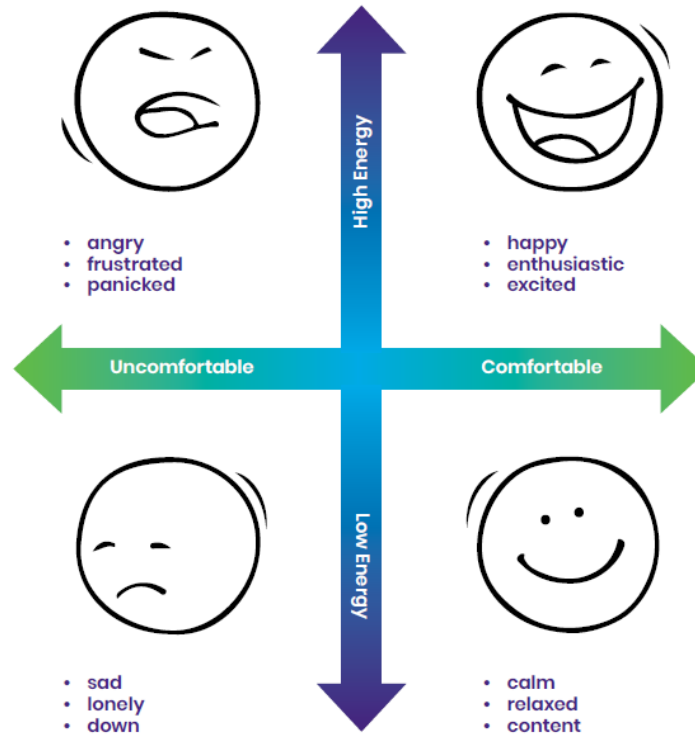 High Energy
• angry
• frustrated
• panicked
• happy
• enthusiastic
• excited
Uncomfortable
Comfortable
Low Energy
• sad
• lonely
• down
• calm
• relaxed
• content